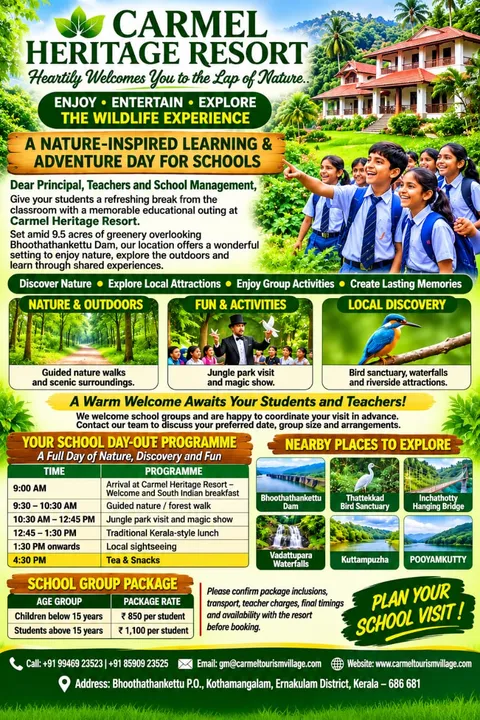 CARMEL
HERITAGE RESORT
Heartily Welcomes You to the Lap of Nature..
ENJOY • ENTERTAIN • EXPLORE
THE WILDLIFE EXPERIENCE
A NATURE-INSPIRED LEARNING &
ADVENTURE DAY FOR SCHOOLS
Dear Principal, Teachers and School Management,
Give your students a refreshing break from the
classroom with a memorable educational outing at
Carmel Heritage Resort.
Set amid 9.5 acres of greenery overlooking
Bhoothathankettu Dam, our location offers a wonderful
setting to enjoy nature, explore the outdoors and
learn through shared experiences.
Discover Nature • Explore Local Attractions • Enjoy Group Activities • Create Lasting Memories
NATURE & OUTDOORS
Guided nature walks
and scenic surroundings.
FUN & ACTIVITIES
Jungle park visit
and magic show.
LOCAL DISCOVERY
Bird sanctuary, waterfalls
and riverside attractions.
A Warm Welcome Awaits Your Students and Teachers!
We welcome school groups and are happy to coordinate your visit in advance.
Contact our team to discuss your preferred date, group size and arrangements.
YOUR SCHOOL DAY-OUT PROGRAMME
A Full Day of Nature, Discovery and Fun
TIME PROGRAMME
9:00 AM Arrival at Carmel Heritage Resort –
Welcome and South Indian breakfast
9:30 – 10:30 AM Guided nature / forest walk
10:30 AM – 12:45 PM Jungle park visit and magic show
12:45 – 1:30 PM Traditional Kerala-style lunch
1:30 PM onwards Local sightseeing
4:30 PM Tea & Snacks
NEARBY PLACES TO EXPLORE
Bhoothathankettu
Dam
Thattekkad
Bird Sanctuary
Inchathotty
Hanging Bridge
Vadattupara
Waterfalls
Kuttampuzha
POOYAMKUTTY
SCHOOL GROUP PACKAGE
AGE GROUP PACKAGE RATE
Children below 15 years ₹ 850 per student
Students above 15 years ₹ 1,100 per student
Please confirm package inclusions,
transport, teacher charges, final timings
and availability with the resort
before booking.
PLAN YOUR
SCHOOL VISIT !
Call: +91 99469 23523 | +91 85909 23525 Email: gm@carmeltourismvillage.com Website: www.carmeltourismvillage.com
Address: Bhoothathankettu P.O., Kothamangalam, Ernakulam District, Kerala – 686 681